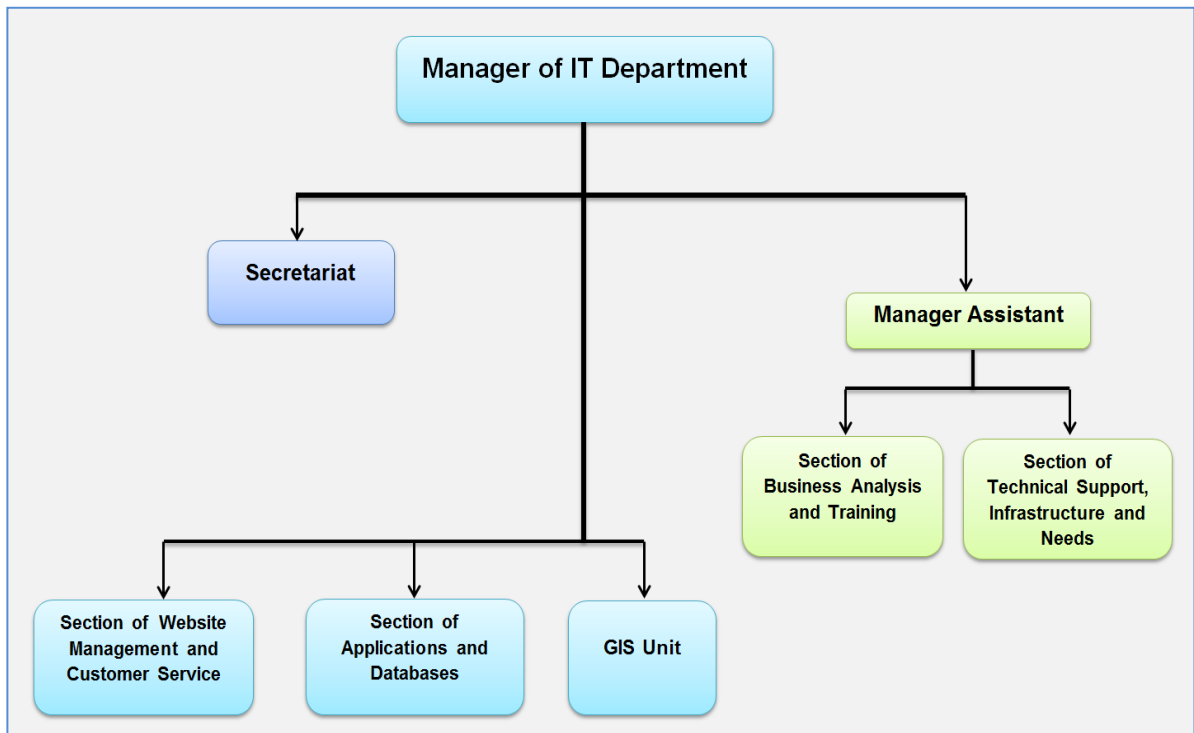 Manager of IT Department
Secretariat
Manager Assistant
Section of
Business Analysis
and Training
Section of
Technical Support,
Infrastructure and
Needs
Section of Website
Management and
Customer Service
Section of
Applications and
Databases
GIS Unit